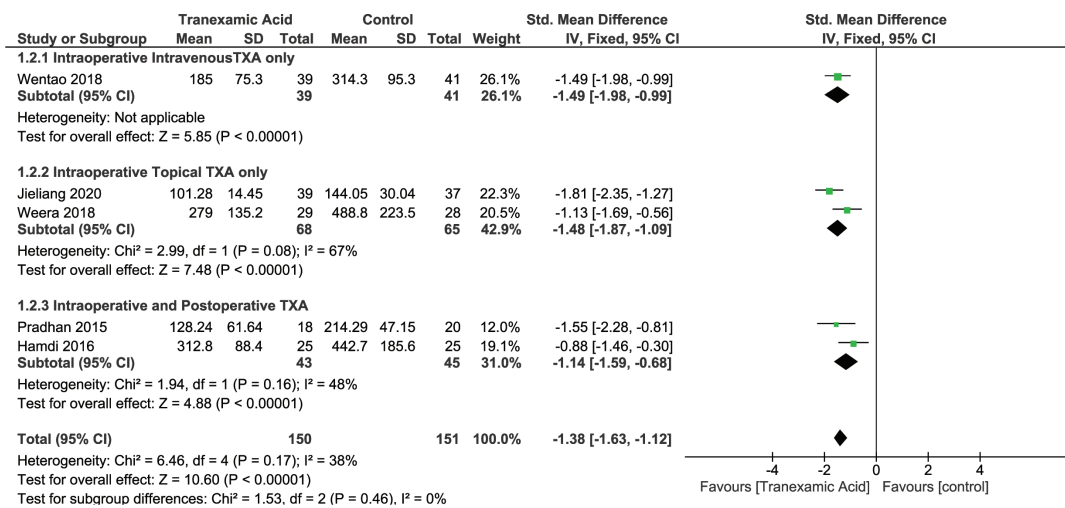 Tranexamic Acid Control Std. Mean Difference Std. Mean Difference
Study or Subgroup Mean SD Total Mean SD Total Weight IV, Fixed, 95% CI IV, Fixed, 95% CI
1.2.1 Intraoperative IntravenousTXA only
Wentao 2018 185 75.3 39 314.3 95.3 41 26.1% -1.49 [-1.98, -0.99]
Subtotal (95% CI) 39 41 26.1% -1.49 [-1.98, -0.99]
Heterogeneity: Not applicable
Test for overall effect: Z = 5.85 (P < 0.00001)
1.2.2 Intraoperative Topical TXA only
Jieliang 2020 101.28 14.45 39 144.05 30.04 37 22.3% -1.81 [-2.35, -1.27]
Weera 2018 279 135.2 29 488.8 223.5 28 20.5% -1.13 [-1.69, -0.56]
Subtotal (95% CI) 68 65 42.9% -1.48 [-1.87, -1.09]
Heterogeneity: Chi² = 2.99, df = 1 (P = 0.08); I² = 67%
Test for overall effect: Z = 7.48 (P < 0.00001)
1.2.3 Intraoperative and Postoperative TXA
Pradhan 2015 128.24 61.64 18 214.29 47.15 20 12.0% -1.55 [-2.28, -0.81]
Hamdi 2016 312.8 88.4 25 442.7 185.6 25 19.1% -0.88 [-1.46, -0.30]
Subtotal (95% CI) 43 45 31.0% -1.14 [-1.59, -0.68]
Heterogeneity: Chi² = 1.94, df = 1 (P = 0.16); I² = 48%
Test for overall effect: Z = 4.88 (P < 0.00001)
Total (95% CI) 150 151 100.0% -1.38 [-1.63, -1.12]
Heterogeneity: Chi² = 6.46, df = 4 (P = 0.17); I² = 38%
Test for overall effect: Z = 10.60 (P < 0.00001)
Test for subgroup differences: Chi² = 1.53, df = 2 (P = 0.46), I² = 0%
-4 -2 0 2 4
Favours [Tranexamic Acid] Favours [control]